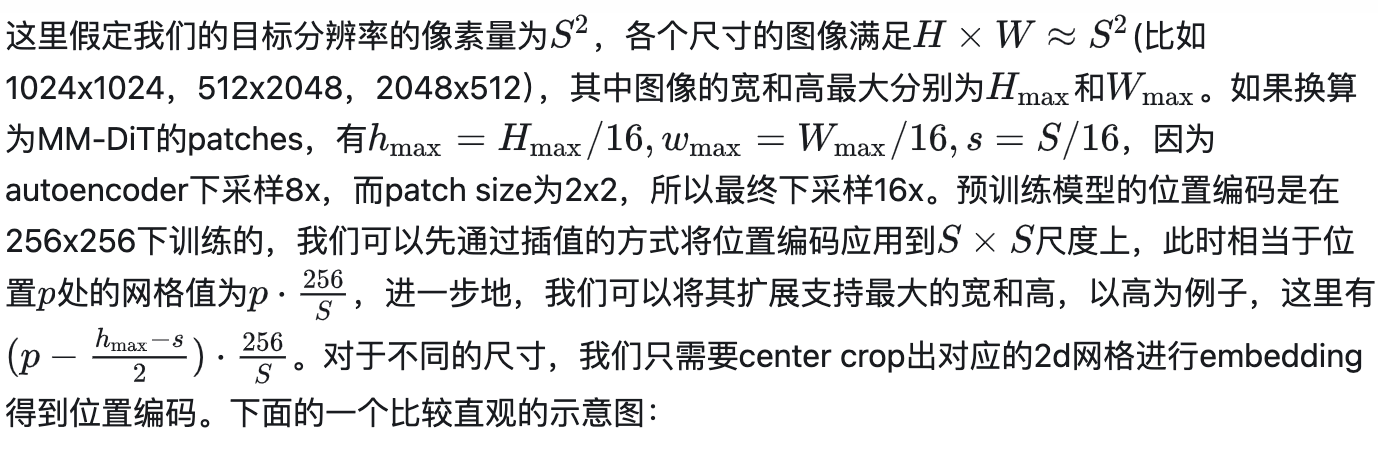 这里假定我们的目标分辨率的像素量为$S^2$，各个尺寸的图像满足$H \times W \approx S^2$(比如
1024x1024，512x2048，2048x512)，其中图像的宽和高最大分别为$H_{\max}$和$W_{\max}$。如果换算
为MM-DiT的patches，有$h_{\max} = H_{\max}/16, w_{\max} = W_{\max}/16, s = S/16$，因为
autoencoder下采样8x，而patch size为2x2，所以最终下采样16x。预训练模型的位置编码是在
256x256下训练的，我们可以先通过插值的方式将位置编码应用到$S \times S$尺度上，此时相当于位
置$p$处的网格值为$p \cdot \frac{256}{S}$，进一步地，我们可以将其扩展支持最大的宽和高，以高为例子，这里有
$(p - \frac{h_{\max}-s}{2}) \cdot \frac{256}{S}$。对于不同的尺寸，我们只需要center crop出对应的2d网格进行embedding
得到位置编码。下面的一个比较直观的示意图：